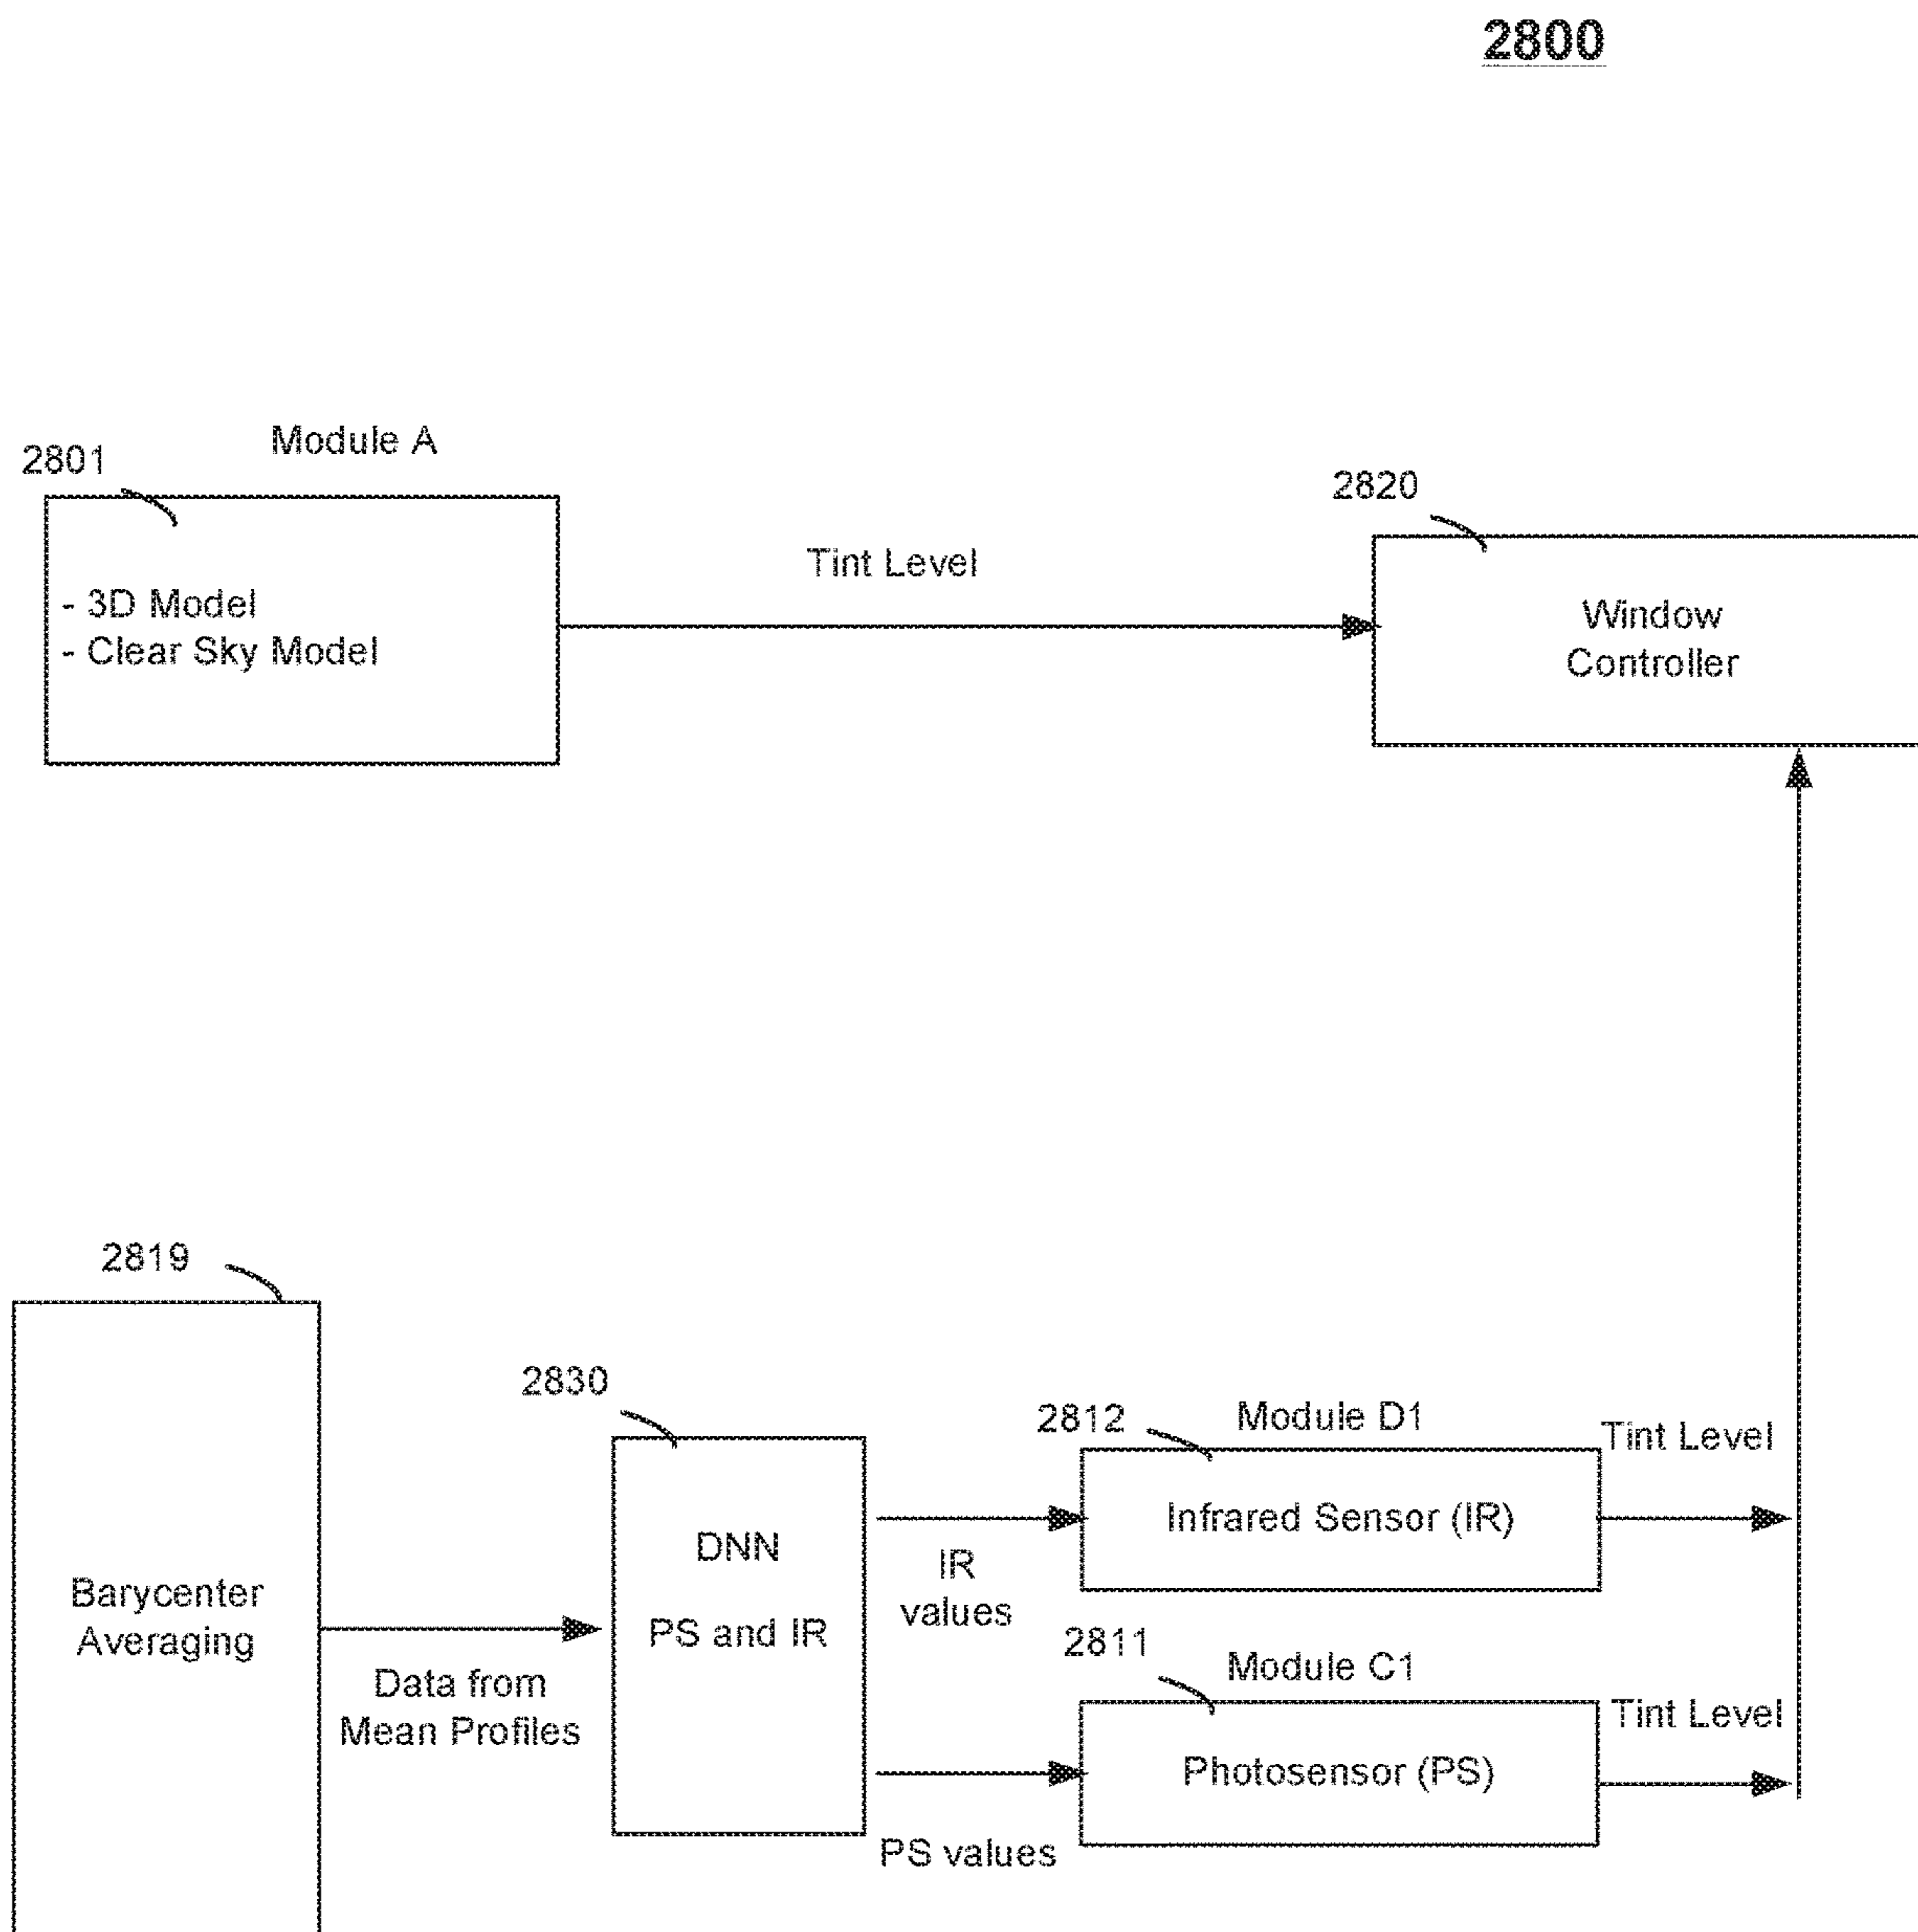 2800
Module A
2801
- 3D Model
- Clear Sky Model
Tint Level
2820
Window
Controller
2819
Barycenter
Averaging
Data from
Mean Profiles
2830
DNN
PS and IR
IR
values
PS values
2812
Module D1
Infrared Sensor (IR)
Tint Level
2811
Module C1
Photosensor (PS)
Tint Level